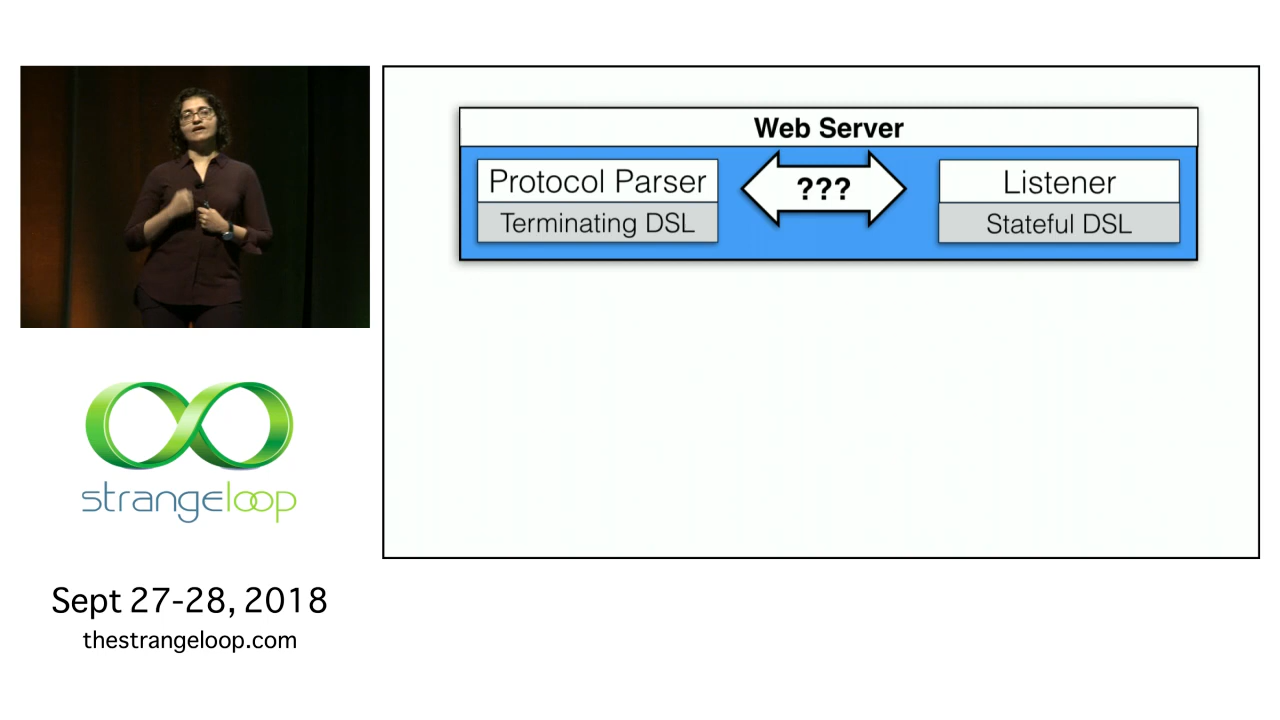 Web Server
Protocol Parser
Terminating DSL
???
Listener
Stateful DSL
strangeloop
Sept 27-28, 2018
thestrangeloop.com